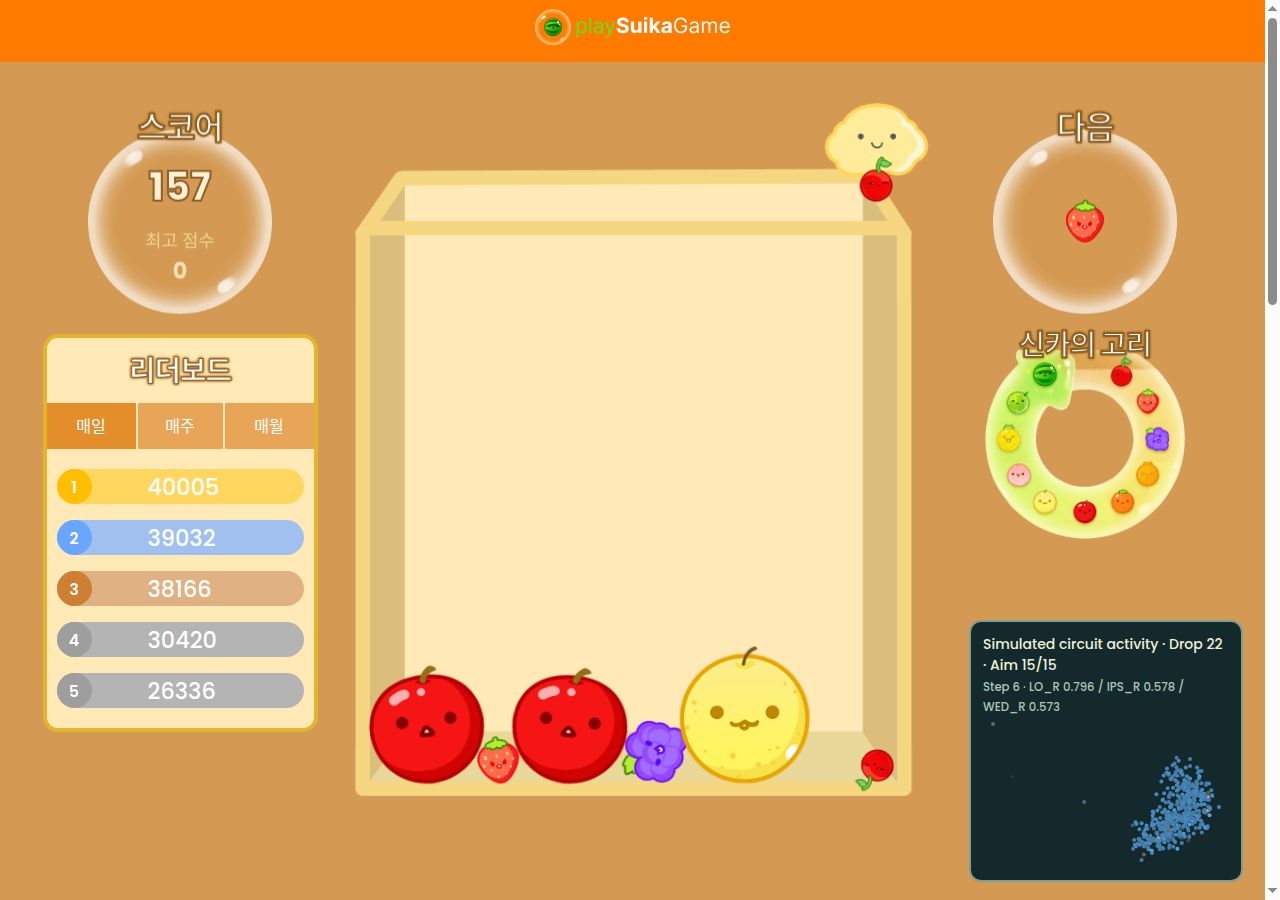 playSuikaGame
스코어
157
최고 점수
0
다음
신카의 고리
리더보드
매일 매주 매월
1 40005
2 39032
3 38166
4 30420
5 26336
Simulated circuit activity · Drop 22
· Aim 15/15
Step 6 · LO_R 0.796 / IPS_R 0.578 /
WED_R 0.573